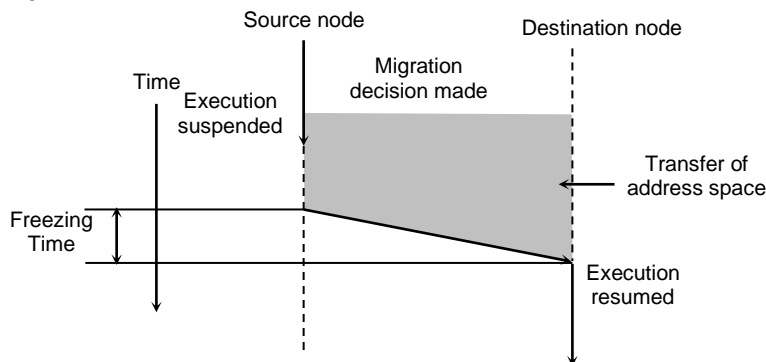 Source node
Destination node
Time
Migration
decision made
Execution
suspended
Transfer of
address space
Freezing
Time
Execution
resumed